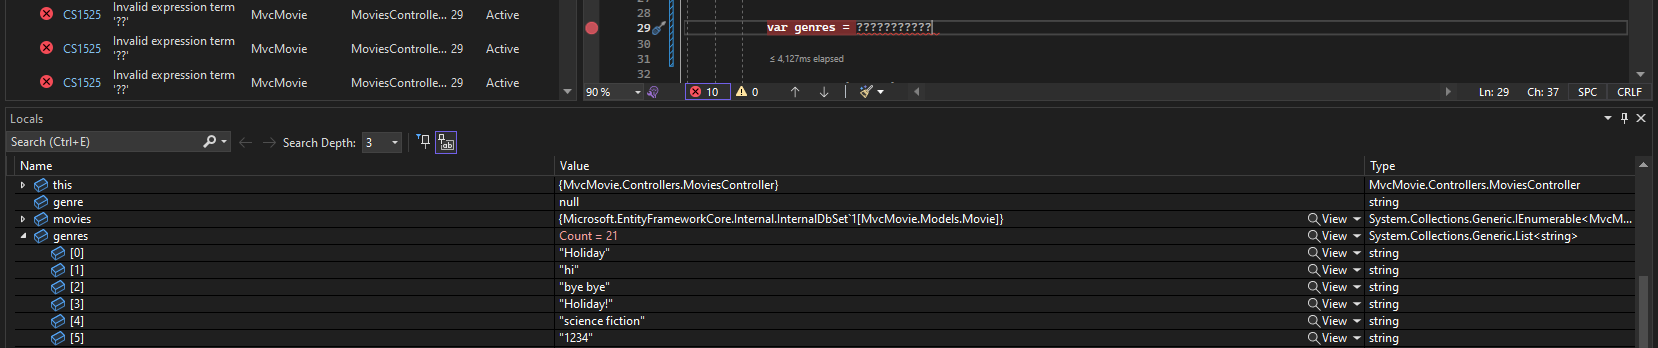 28
CS1525 Invalid expression term '??' MvcMovie MoviesControlle... 29 Active
29 var genres = ???????????
CS1525 Invalid expression term '??' MvcMovie MoviesControlle... 29 Active
30
31 ≤ 4,127ms elapsed
CS1525 Invalid expression term '??' MvcMovie MoviesControlle... 29 Active
32
90 % 10 0 Ln: 29 Ch: 37 SPC CRLF
Locals
Search (Ctrl+E) Search Depth: 3
Name Value Type
this {MvcMovie.Controllers.MoviesController} MvcMovie.Controllers.MoviesController
genre null string
movies {Microsoft.EntityFrameworkCore.Internal.InternalDbSet`1[MvcMovie.Models.Movie]} View System.Collections.Generic.IEnumerable<MvcM...
genres Count = 21 View System.Collections.Generic.List<string>
[0] "Holiday" View string
[1] "hi" View string
[2] "bye bye" View string
[3] "Holiday!" View string
[4] "science fiction" View string
[5] "1234" View string